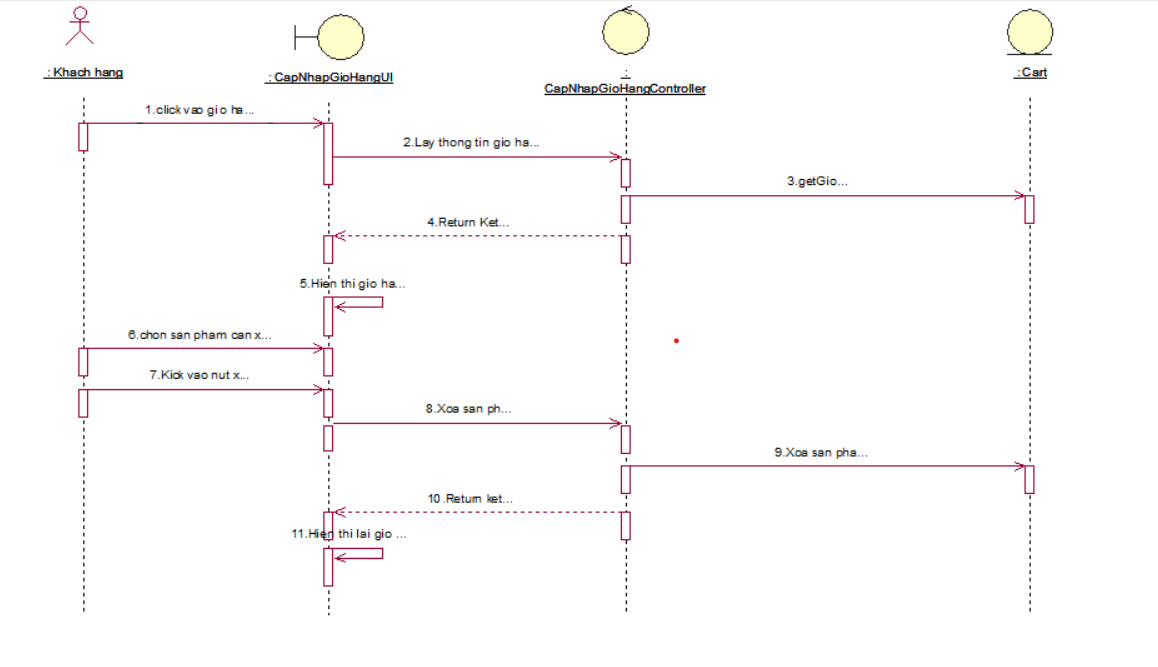 : Khach hang
: CapNhapGioHangUI
:
CapNhapGioHangController
: Cart
1.click vao gio ha...
2.Lay thong tin gio ha...
3.getGio...
4.Return Ket...
5.Hien thi gio ha...
6.chon san pham can x...
7.Kick vao nut x...
8.Xoa san ph...
9.Xoa san pha...
10.Return ket...
11.Hien thi lai gio ...